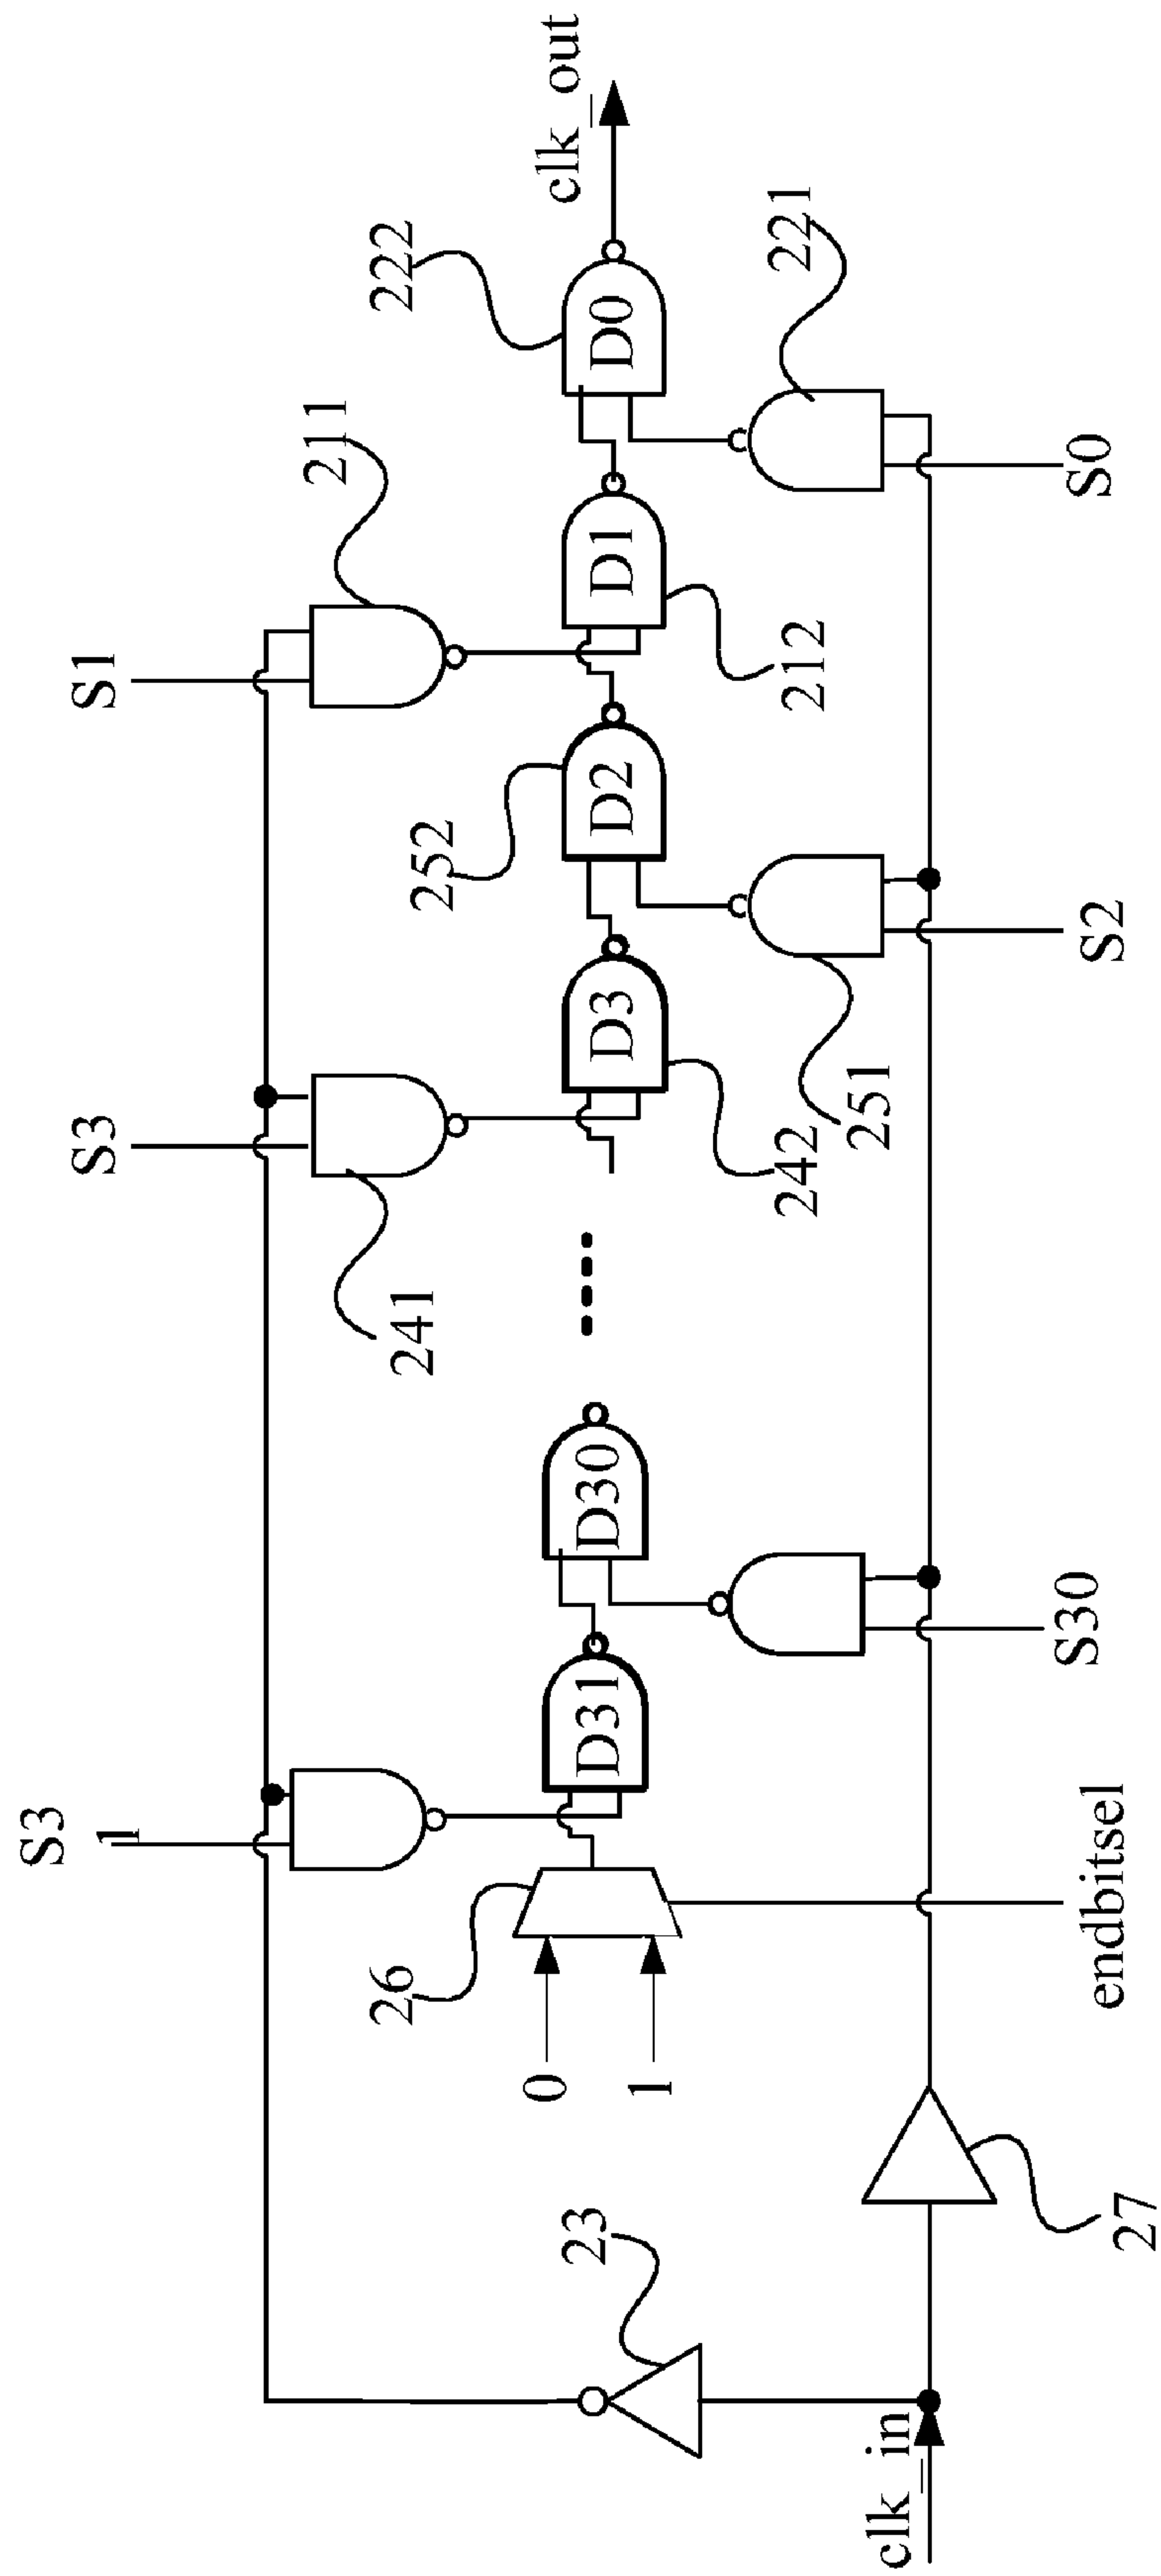 S3
1
S3
S1
241
211
26
252
222
23
0
1
D31
D30
D3
D2
D1
D0
clk_out
242
212
251
221
clk_in
27
endbitsel
S30
S2
S0